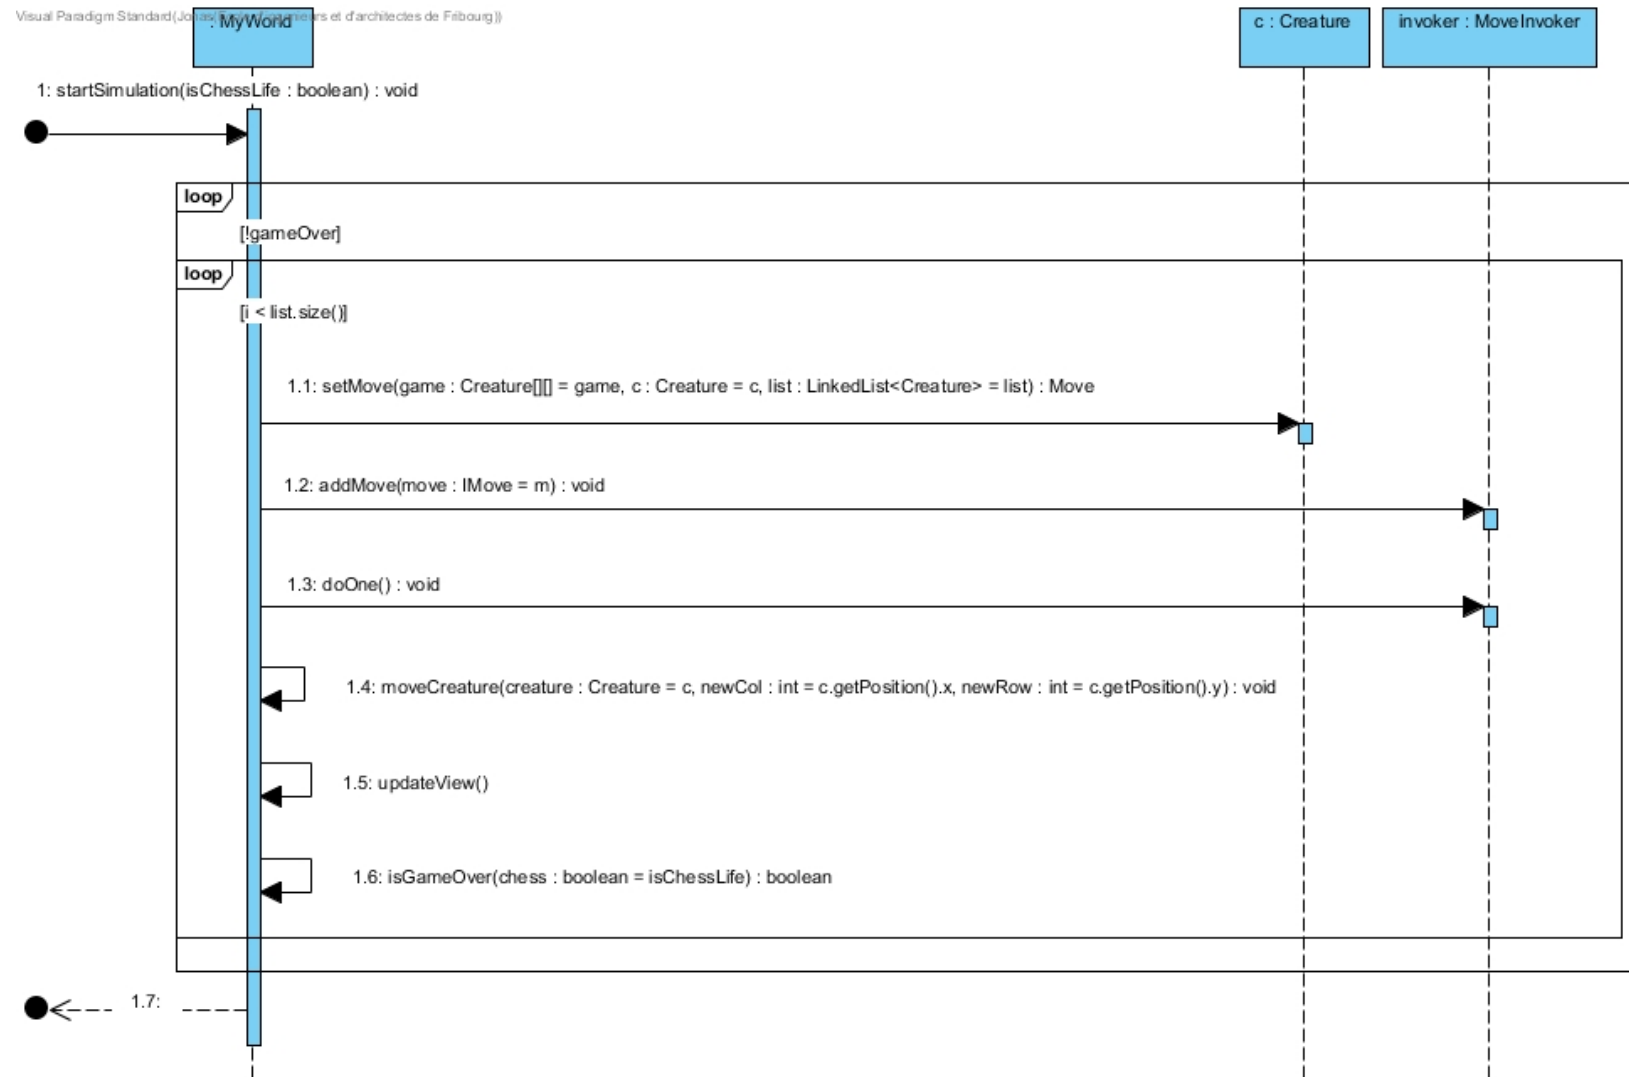 Visual Paradigm Standard(Jo ieurs et d'architectes de Fribourg))
: MyWorld
c : Creature
invoker : MoveInvoker
1: startSimulation(isChessLife : boolean) : void
loop
[!gameOver]
loop
[i < list.size()]
1.1: setMove(game : Creature[][] = game, c : Creature = c, list : LinkedList<Creature> = list) : Move
1.2: addMove(move : IMove = m) : void
1.3: doOne() : void
1.4: moveCreature(creature : Creature = c, newCol : int = c.getPosition().x, newRow : int = c.getPosition().y) : void
1.5: updateView()
1.6: isGameOver(chess : boolean = isChessLife) : boolean
1.7: